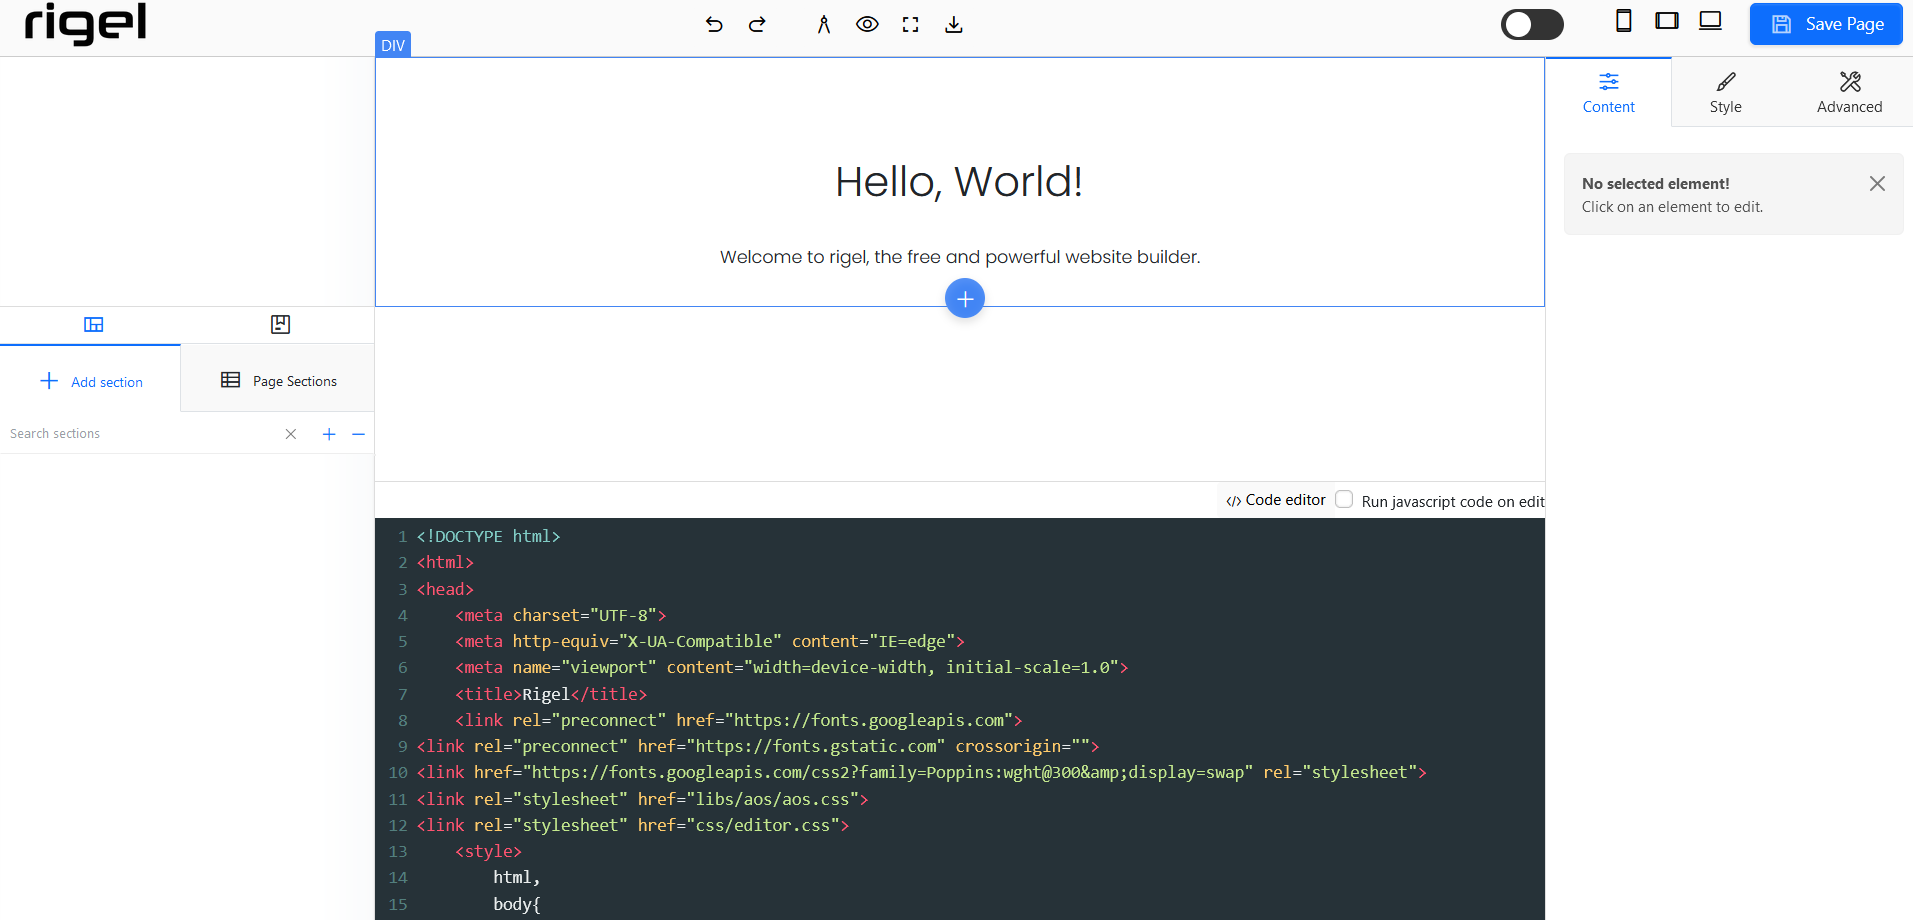 rigel
Save Page
DIV
Content
Style
Advanced
Hello, World!
No selected element!
Click on an element to edit.
Welcome to rigel, the free and powerful website builder.
Add section
Page Sections
Search sections
</> Code editor
Run javascript code on edit
1 <!DOCTYPE html>
2 <html>
3 <head>
4 <meta charset="UTF-8">
5 <meta http-equiv="X-UA-Compatible" content="IE=edge">
6 <meta name="viewport" content="width=device-width, initial-scale=1.0">
7 <title>Rigel</title>
8 <link rel="preconnect" href="https://fonts.googleapis.com">
9 <link rel="preconnect" href="https://fonts.gstatic.com" crossorigin="">
10 <link href="https://fonts.googleapis.com/css2?family=Poppins:wght@300&amp;display=swap" rel="stylesheet">
11 <link rel="stylesheet" href="libs/aos/aos.css">
12 <link rel="stylesheet" href="css/editor.css">
13 <style>
14 html,
15 body{